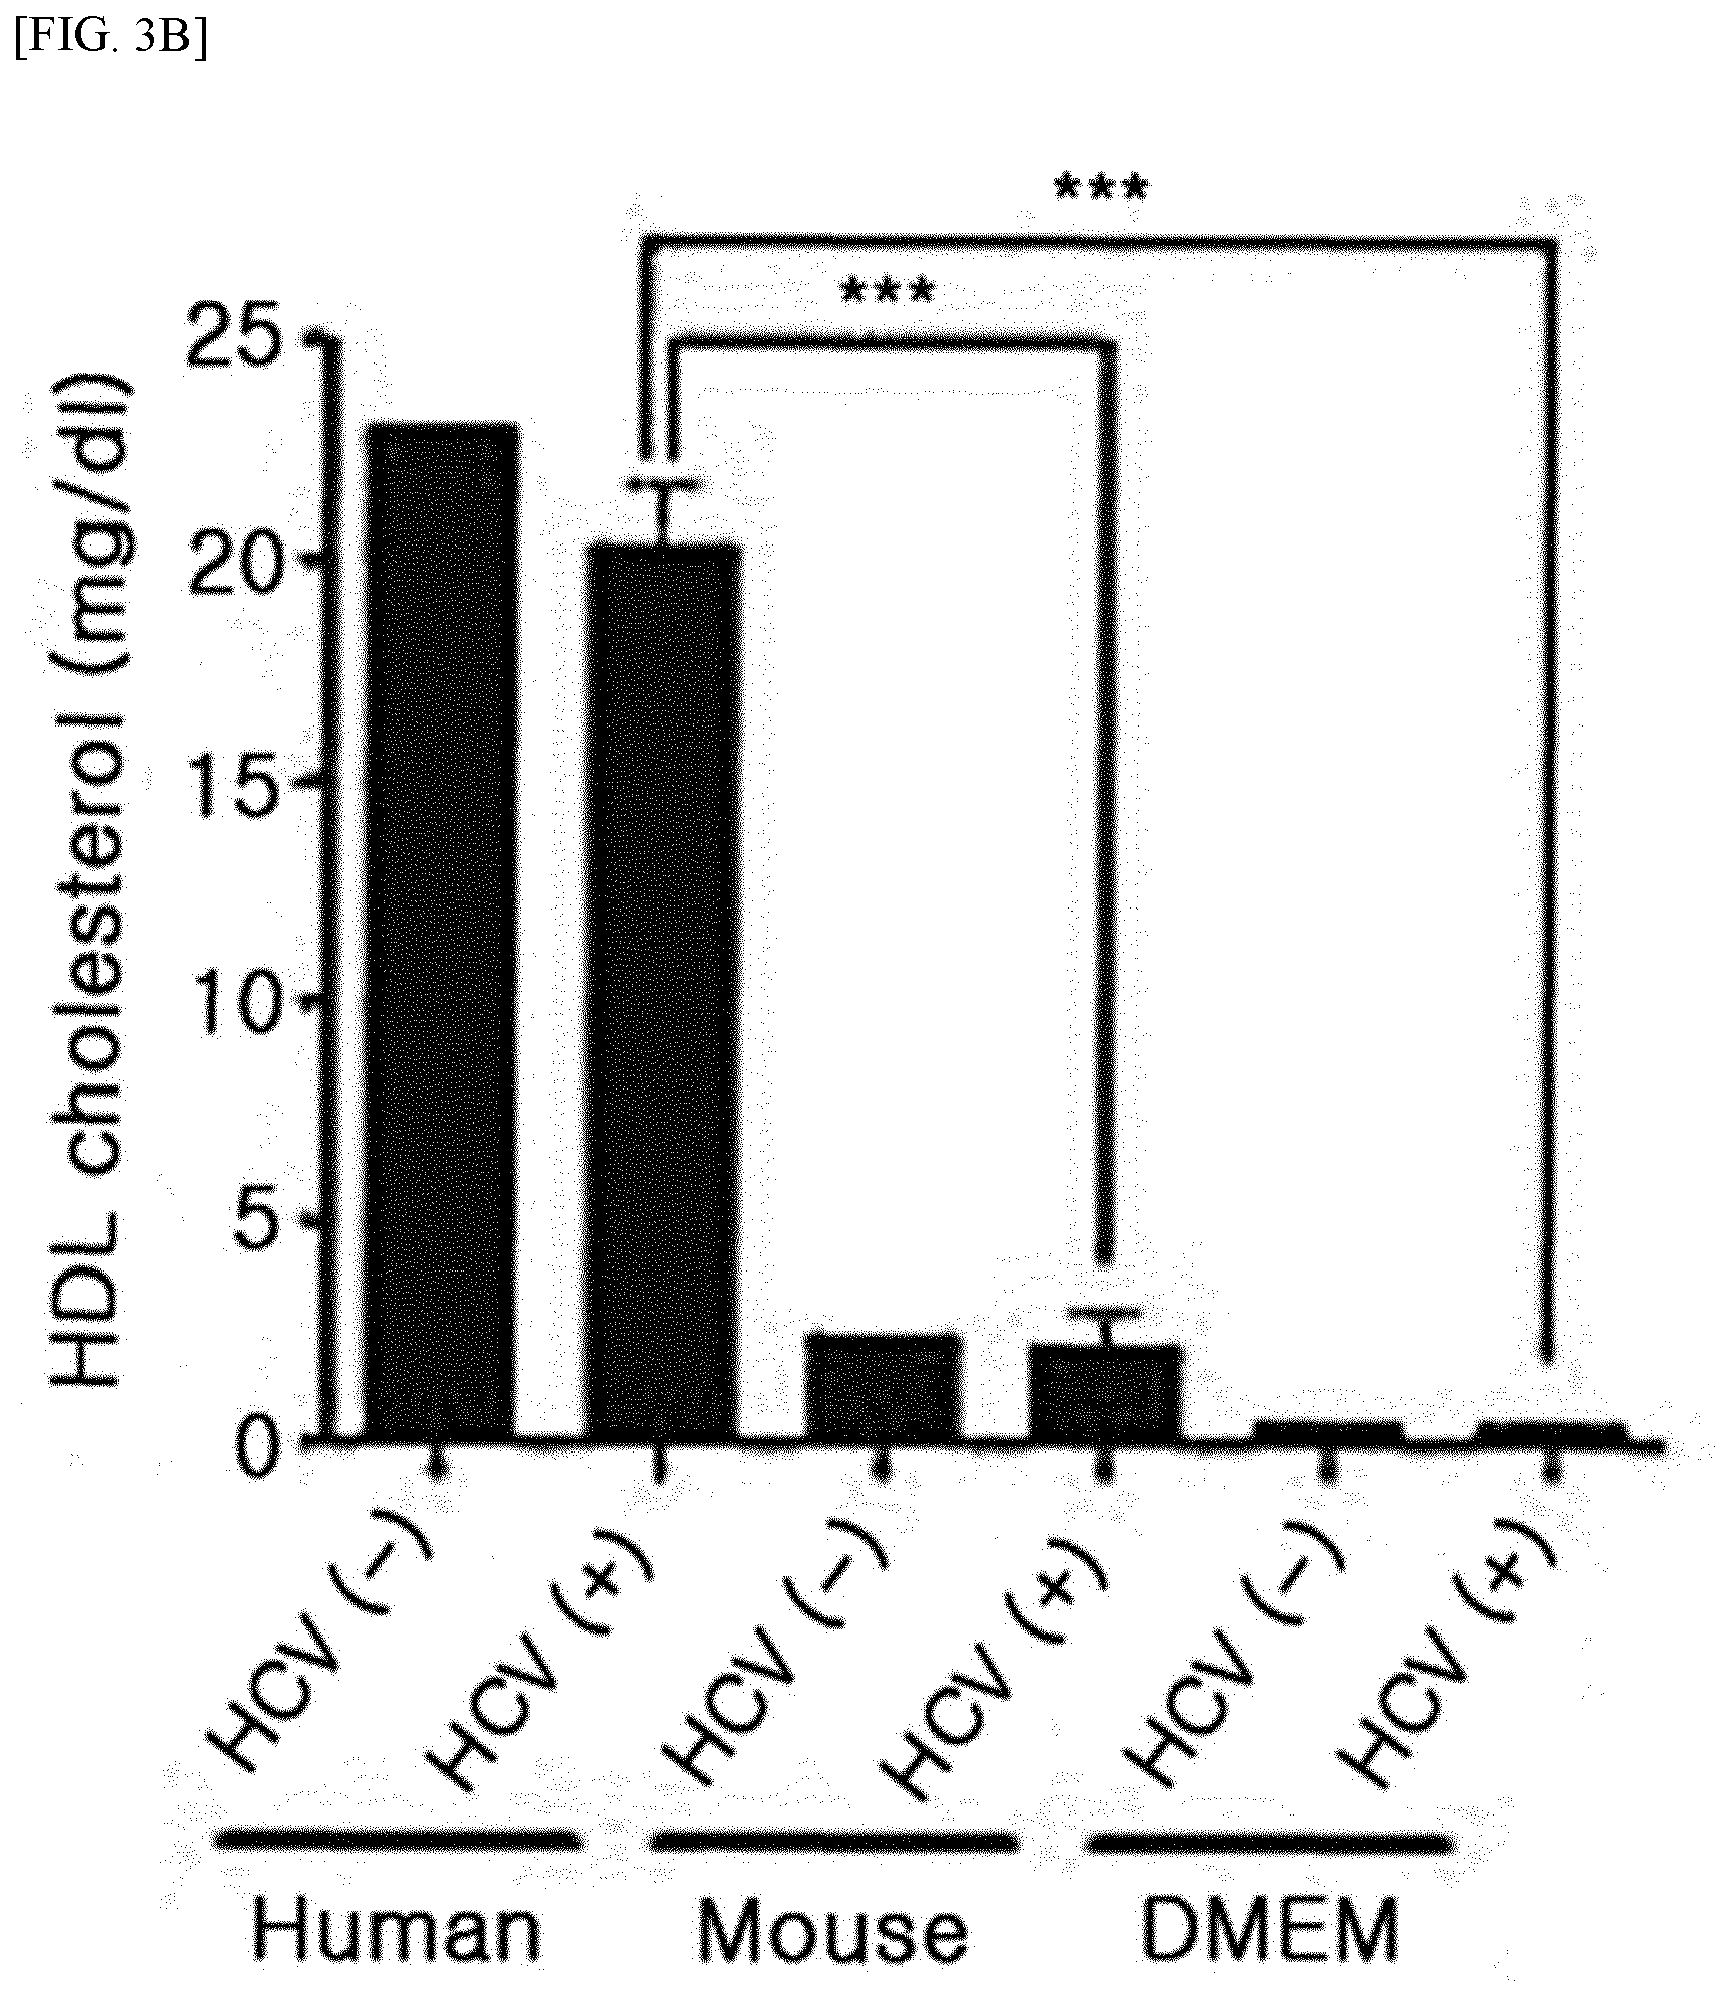 [FIG. 3B]
***
***
HDL cholesterol (mg/dl)
25
20
15
10
5
0
HCV (−)
HCV (+)
HCV (−)
HCV (+)
HCV (−)
HCV (+)
Human
Mouse
DMEM